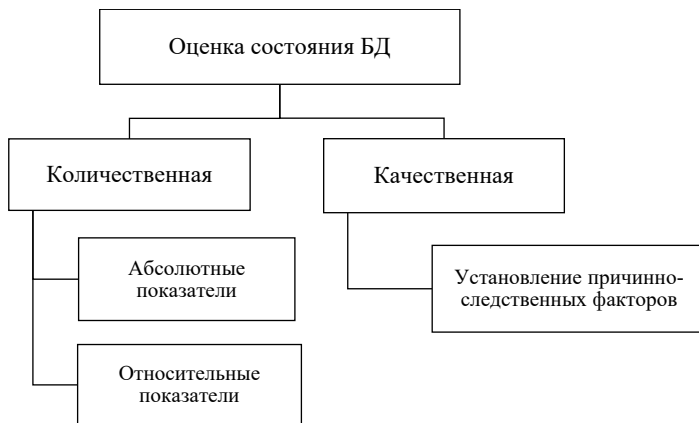 Оценка состояния БД
Количественная
Качественная
Абсолютные
показатели
Установление причинно-
следственных факторов
Относительные
показатели